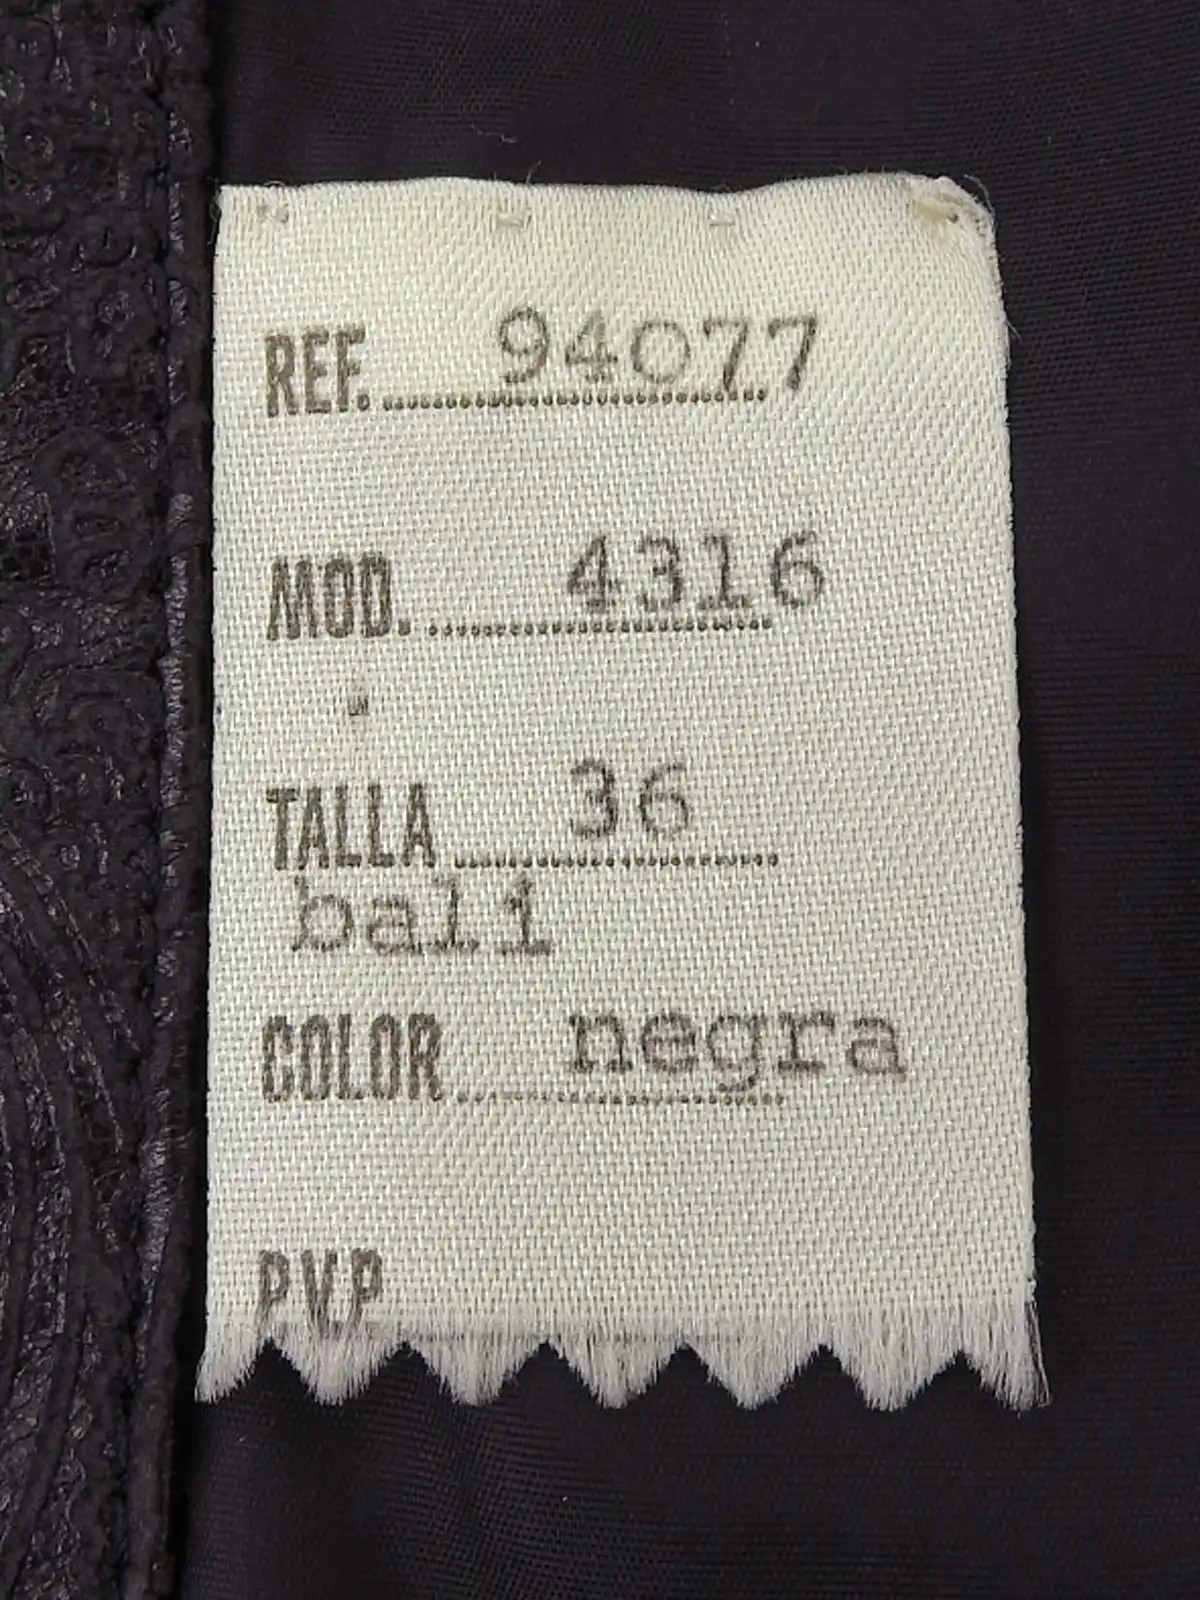 REF. 94077
MOD. 4316
TALLA 36
bali
COLOR negra
P.V.P.